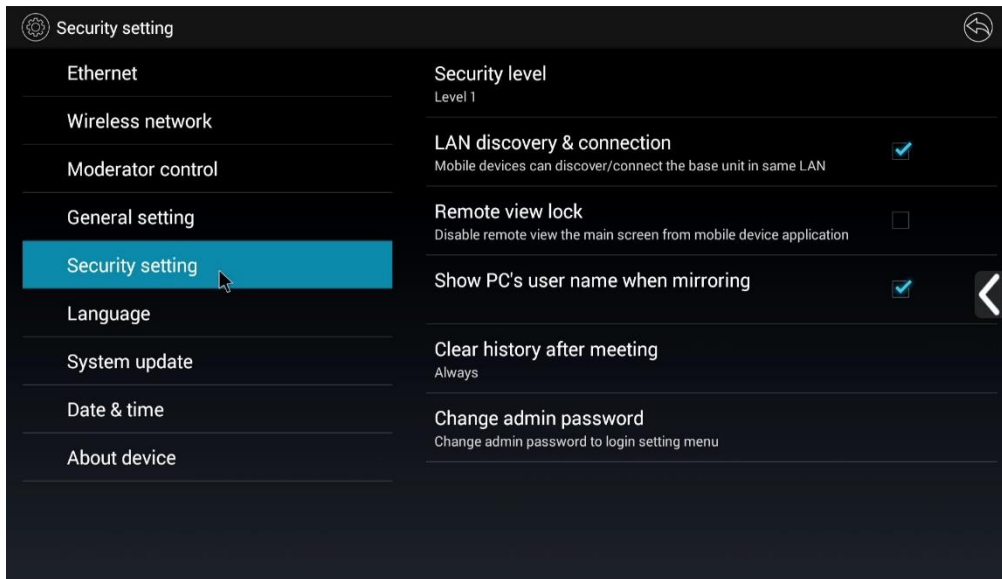 Security setting
Ethernet
Wireless network
Moderator control
General setting
Security setting
Language
System update
Date & time
About device
Security level
Level 1
LAN discovery & connection
Mobile devices can discover/connect the base unit in same LAN
Remote view lock
Disable remote view the main screen from mobile device application
Show PC's user name when mirroring
Clear history after meeting
Always
Change admin password
Change admin password to login setting menu